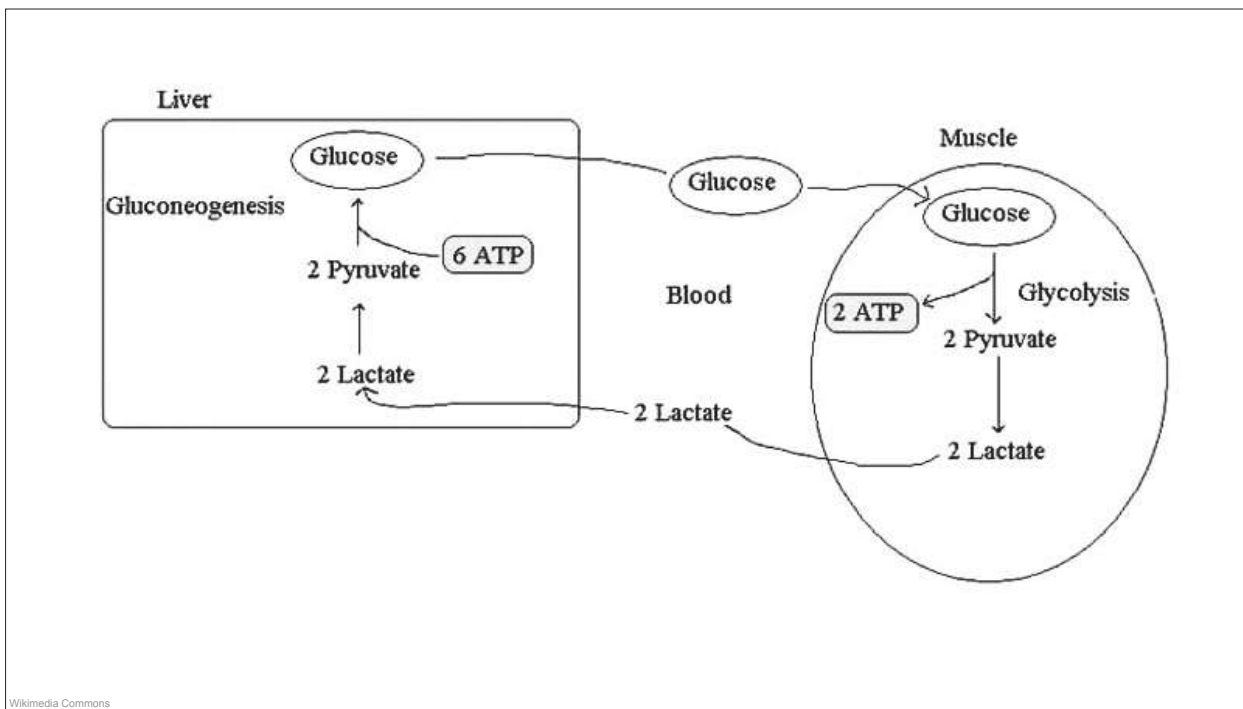 Liver
Glucose
Gluconeogenesis
6 ATP
2 Pyruvate
2 Lactate
Glucose
Blood
2 Lactate
Muscle
Glucose
Glycolysis
2 ATP
2 Pyruvate
2 Lactate
Wikimedia Commons